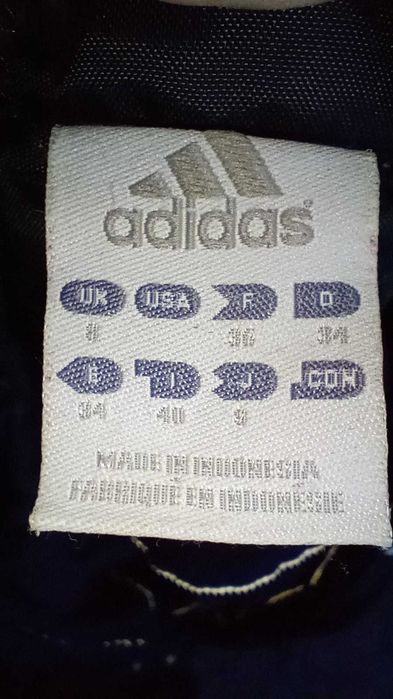 adidas®
UK USA F D
8 36 34
E I J COM
34 40 9
MADE IN INDONESIA
FABRIQUE EN INDONESIE